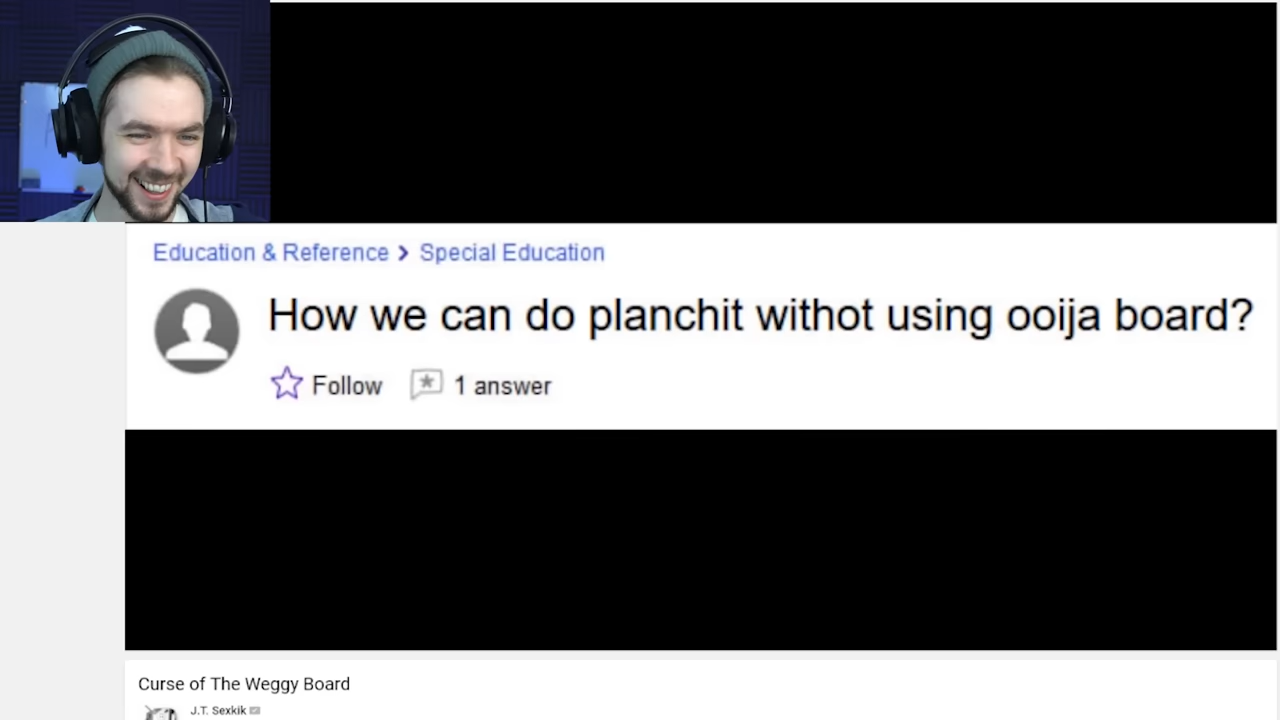 Education & Reference > Special Education
How we can do planchit withot using ooija board?
Follow 1 answer
Curse of The Weggy Board
J.T. Sexkik